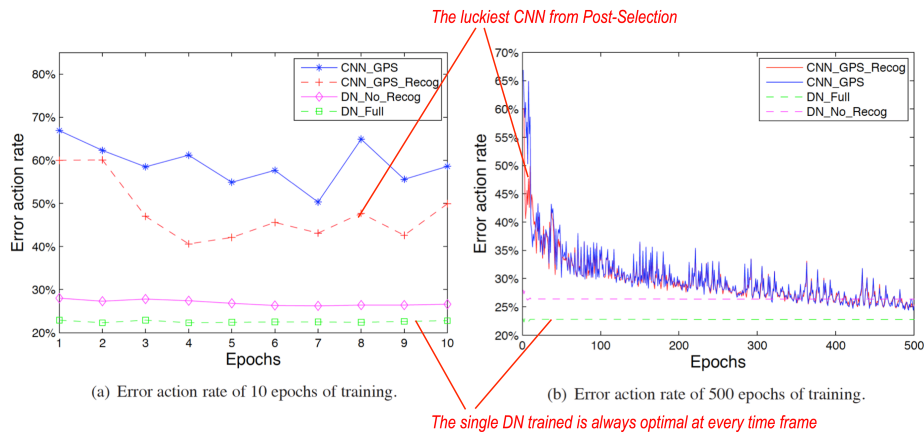 The luckiest CNN from Post-Selection
80%
70%
60%
50%
40%
30%
20%
Error action rate
1 2 3 4 5 6 7 8 9 10
Epochs
CNN_GPS
CNN_GPS_Recog
DN_No_Recog
DN_Full
(a) Error action rate of 10 epochs of training.
70%
65%
60%
55%
50%
45%
40%
35%
30%
25%
20%
Error action rate
0 100 200 300 400 500
Epochs
CNN_GPS_Recog
CNN_GPS
DN_Full
DN_No_Recog
(b) Error action rate of 500 epochs of training.
The single DN trained is always optimal at every time frame